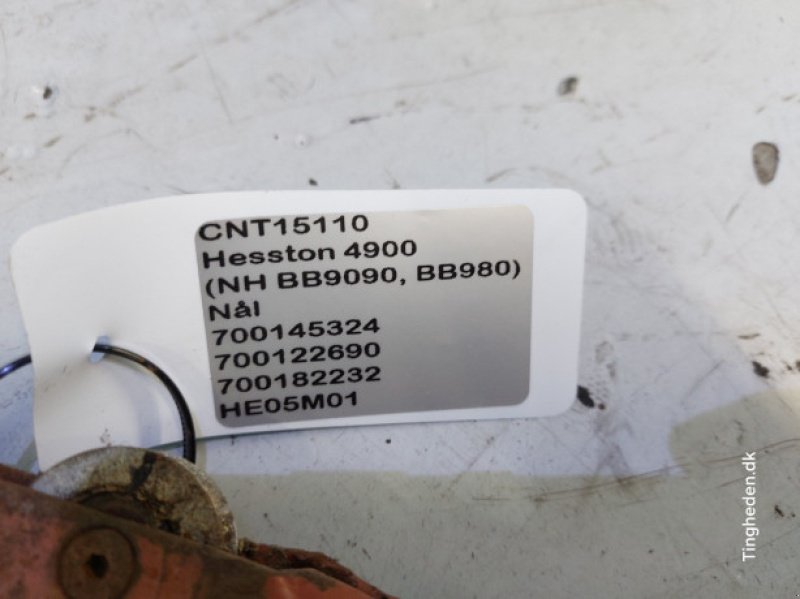 CNT15110
Hesston 4900
(NH BB9090, BB980)
Nål
700145324
700122690
700182232
HE05M01
Tingheden.dk